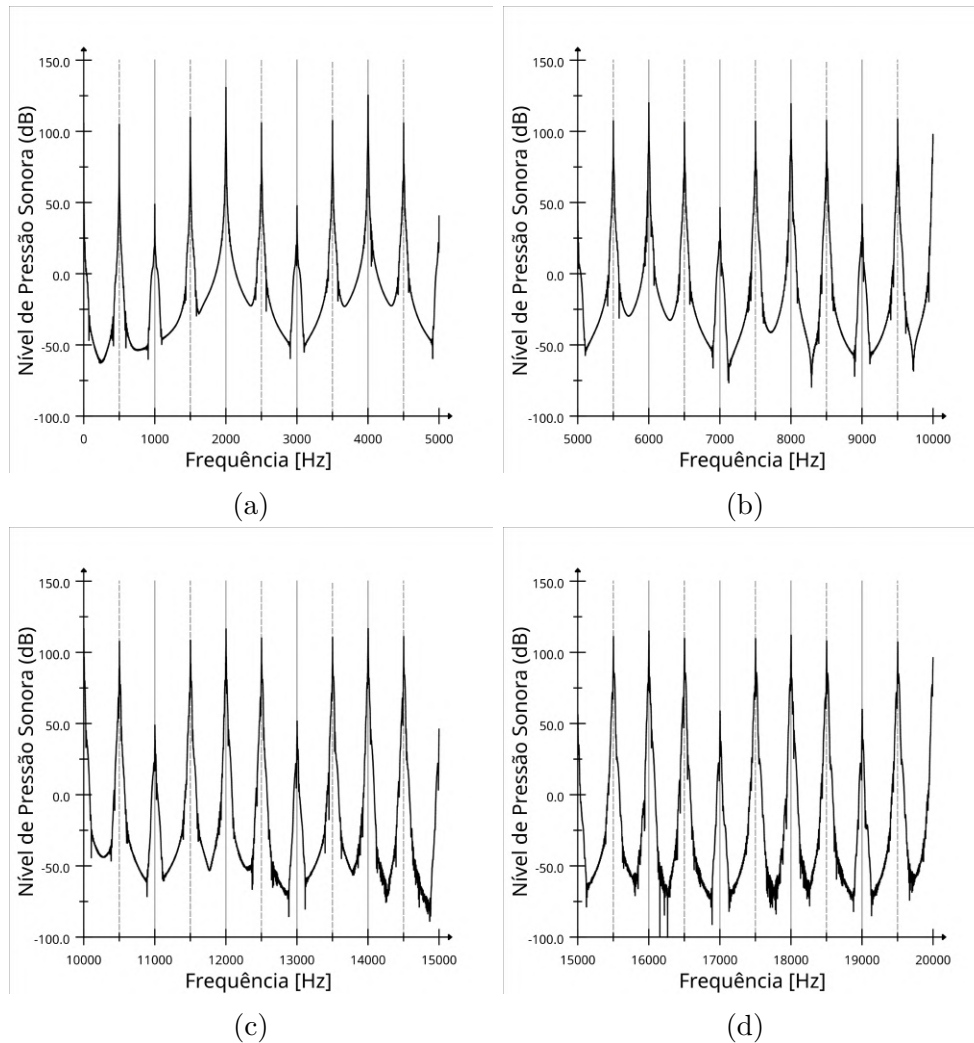 150.0
100.0
50.0
0.0
-50.0
-100.0
Nível de Pressão Sonora (dB)
0 1000 2000 3000 4000 5000
Frequência [Hz]
(a)
150.0
100.0
50.0
0.0
-50.0
-100.0
Nível de Pressão Sonora (dB)
5000 6000 7000 8000 9000 10000
Frequência [Hz]
(b)
150.0
100.0
50.0
0.0
-50.0
-100.0
Nível de Pressão Sonora (dB)
10000 11000 12000 13000 14000 15000
Frequência [Hz]
(c)
150.0
100.0
50.0
0.0
-50.0
-100.0
Nível de Pressão Sonora (dB)
15000 16000 17000 18000 19000 20000
Frequência [Hz]
(d)